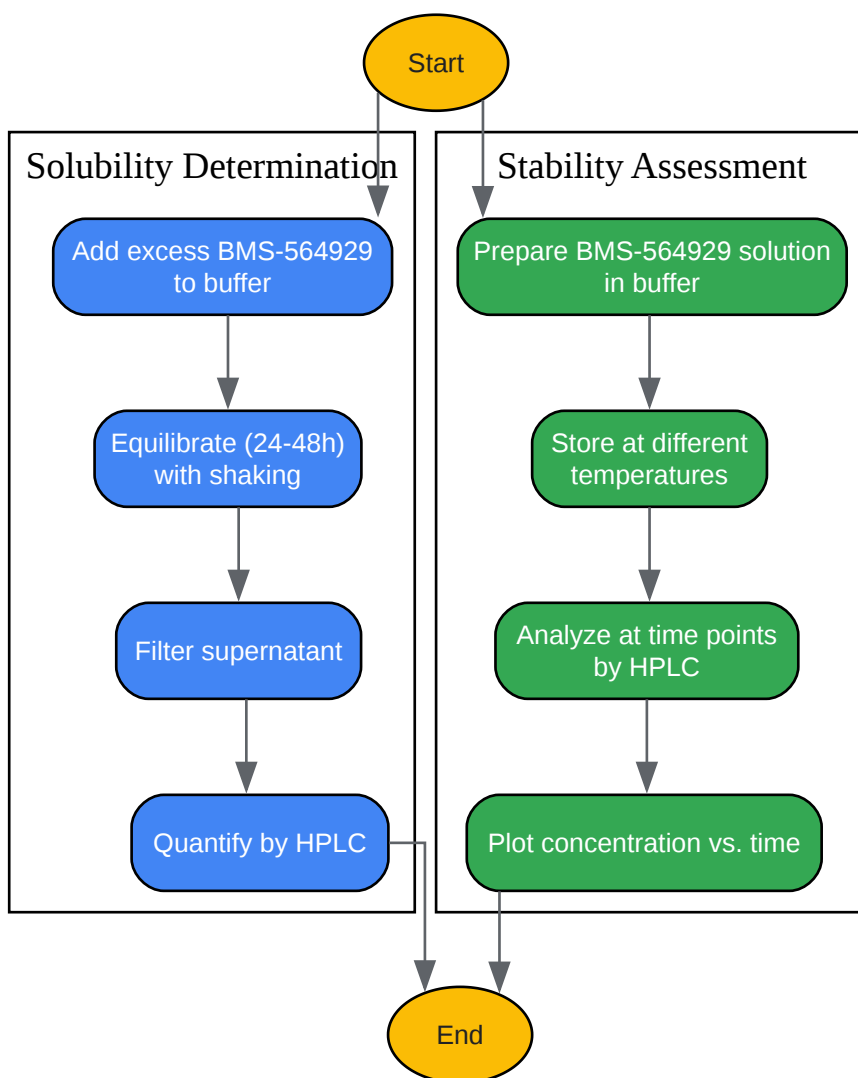 Start
Solubility Determination
Add excess BMS-564929
to buffer
Equilibrate (24-48h)
with shaking
Filter supernatant
Quantify by HPLC
Stability Assessment
Prepare BMS-564929 solution
in buffer
Store at different
temperatures
Analyze at time points
by HPLC
Plot concentration vs. time
End